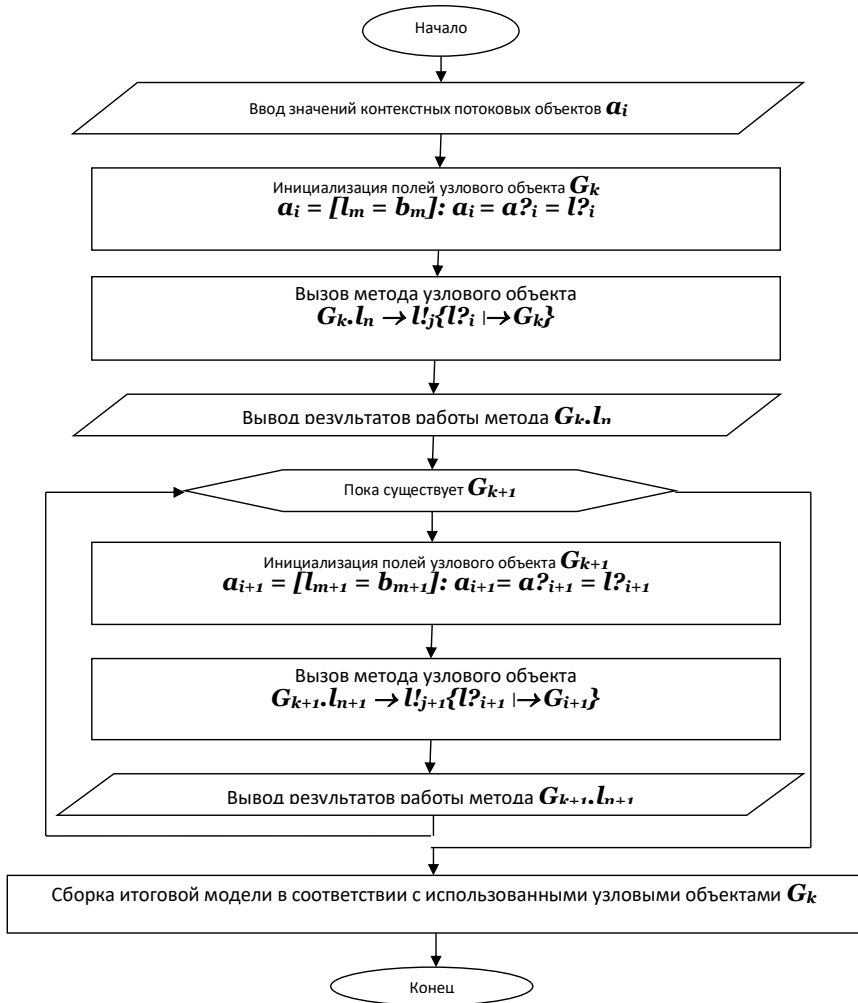 Начало
Ввод значений контекстных потоковых объектов aᵢ
Инициализация полей узлового объекта Gₖ
aᵢ = [lₘ = bₘ]: aᵢ = a?ᵢ = l?ᵢ
Вызов метода узлового объекта
Gₖ.lₙ → l!ⱼ{l?ᵢ |→ Gₖ}
Вывод результатов работы метода Gₖ.lₙ
Пока существует Gₖ₊₁
Инициализация полей узлового объекта Gₖ₊₁
aᵢ₊₁ = [lₘ₊₁ = bₘ₊₁]: aᵢ₊₁= a?ᵢ₊₁ = l?ᵢ₊₁
Вызов метода узлового объекта
Gₖ₊₁.lₙ₊₁ → l!ⱼ₊₁{l?ᵢ₊₁ |→ Gᵢ₊₁}
Вывод результатов работы метода Gₖ₊₁.lₙ₊₁
Сборка итоговой модели в соответствии с использованными узловыми объектами Gₖ
Конец